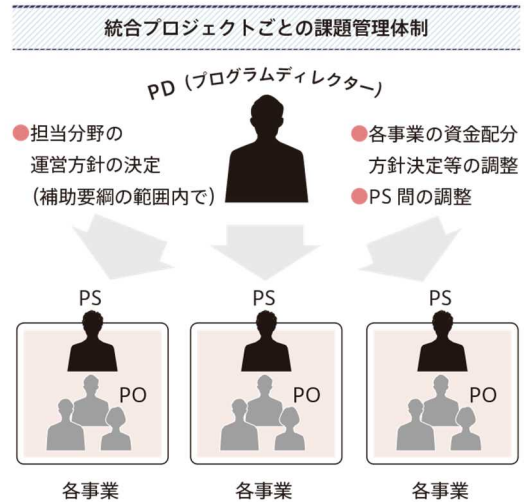 統合プロジェクトごとの課題管理体制
PD（プログラムディレクター）
●担当分野の
運営方針の決定
(補助要綱の範囲内で)
●各事業の資金配分
方針決定等の調整
●PS 間の調整
PS
PS
PS
PO
PO
PO
各事業
各事業
各事業